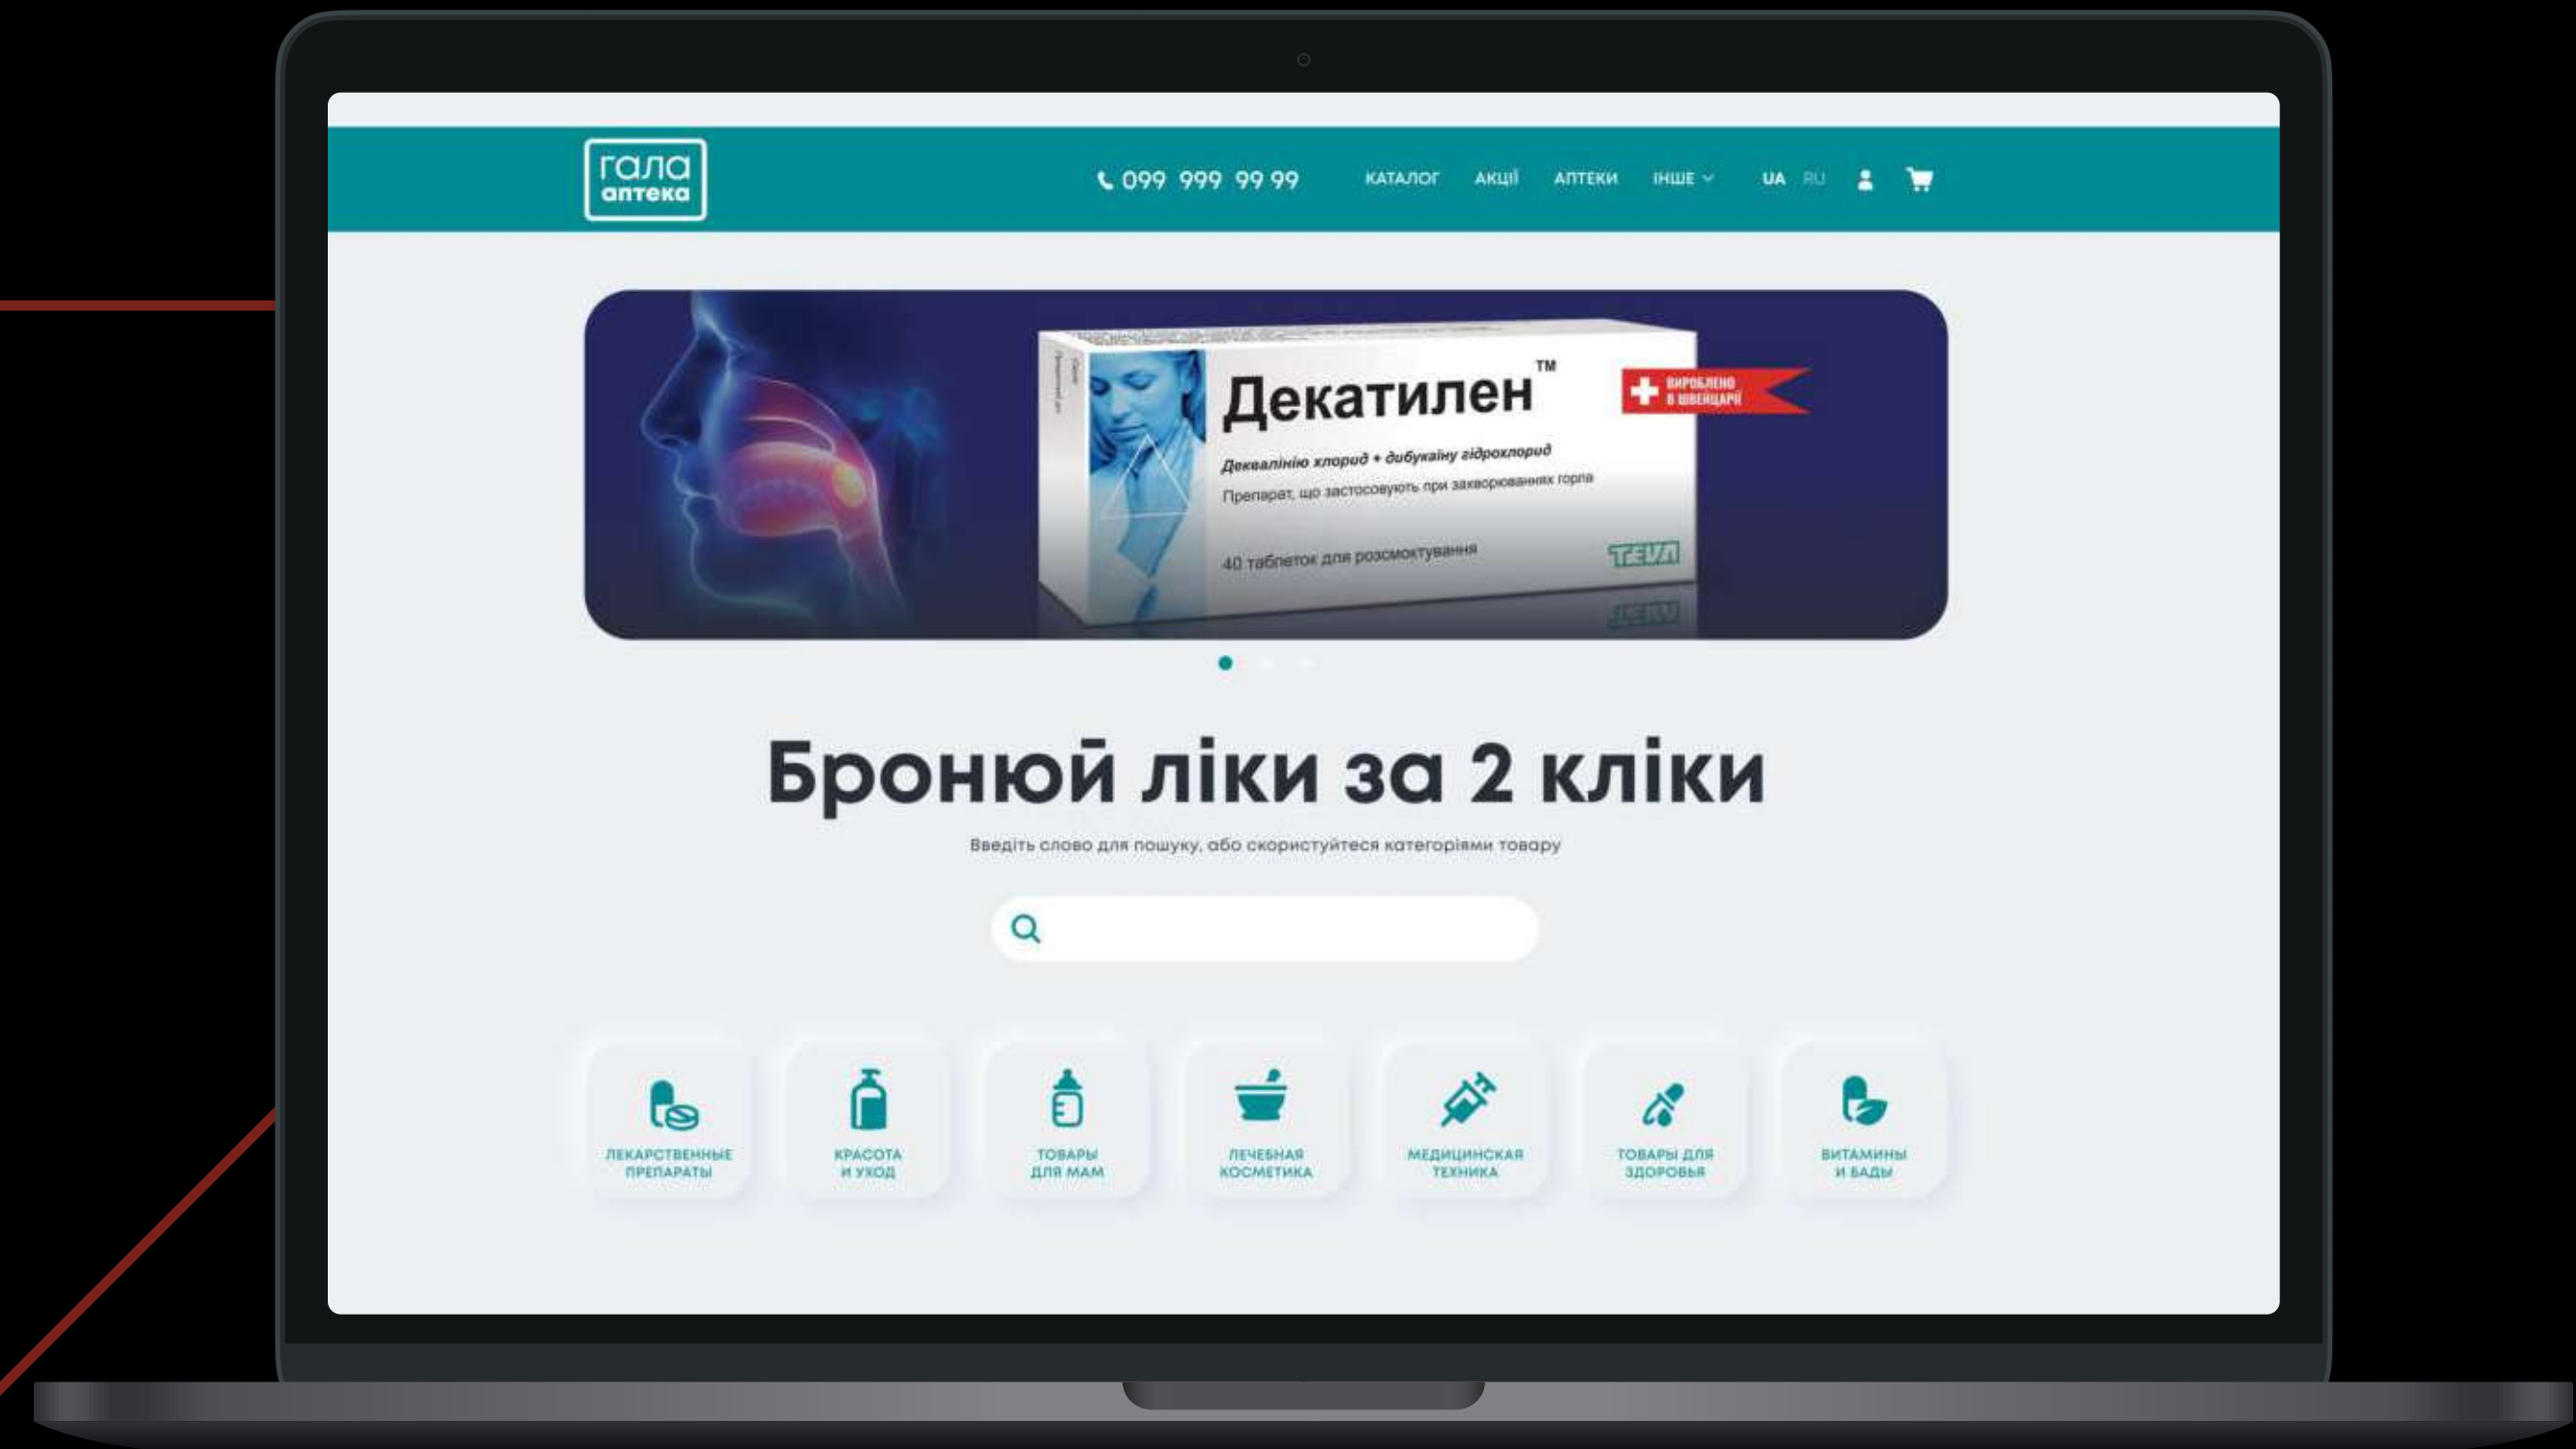 гала
аптека
099 999 99 99
КАТАЛОГ
АКЦІЇ
АПТЕКИ
ІНШЕ
UA RU
Декатилен™
ВИРОБЛЕНО
В ШВЕЙЦАРІЇ
Деквалінію хлорид + дибукаїну гідрохлорид
Препарат, що застосовують при захворюваннях горла
40 таблеток для розсмоктування
TEVA
Бронюй ліки за 2 кліки
Введіть слово для пошуку, або скористуйтеся категоріями товару
ЛЕКАРСТВЕННЫЕ
ПРЕПАРАТЫ
КРАСОТА
И УХОД
ТОВАРЫ
ДЛЯ МАМ
ЛЕЧЕБНАЯ
КОСМЕТИКА
МЕДИЦИНСКАЯ
ТЕХНИКА
ТОВАРЫ ДЛЯ
ЗДОРОВЬЯ
ВИТАМИНЫ
И БАДЫ